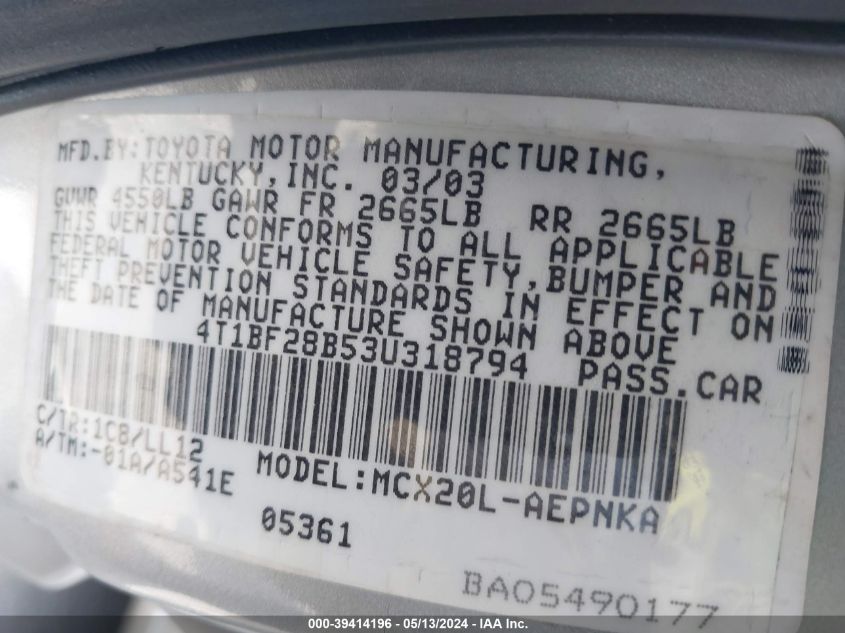 MFD.BY:TOYOTA MOTOR MANUFACTURING,
KENTUCKY,INC. 03/03
GVWR 4550LB GAWR FR 2665LB RR 2665LB
THIS VEHICLE CONFORMS TO ALL APPLICABLE
FEDERAL MOTOR VEHICLE SAFETY,BUMPER AND
THEFT PREVENTION STANDARDS IN EFFECT ON
THE DATE OF MANUFACTURE SHOWN ABOVE
4T1BF28B53U318794 PASS.CAR
C/TR:1C8/LL12
A/TM:-01A/A541E
MODEL:MCX20L-AEPNKA
05361
BA05490177
000-39414196 - 05/13/2024 - IAA Inc.